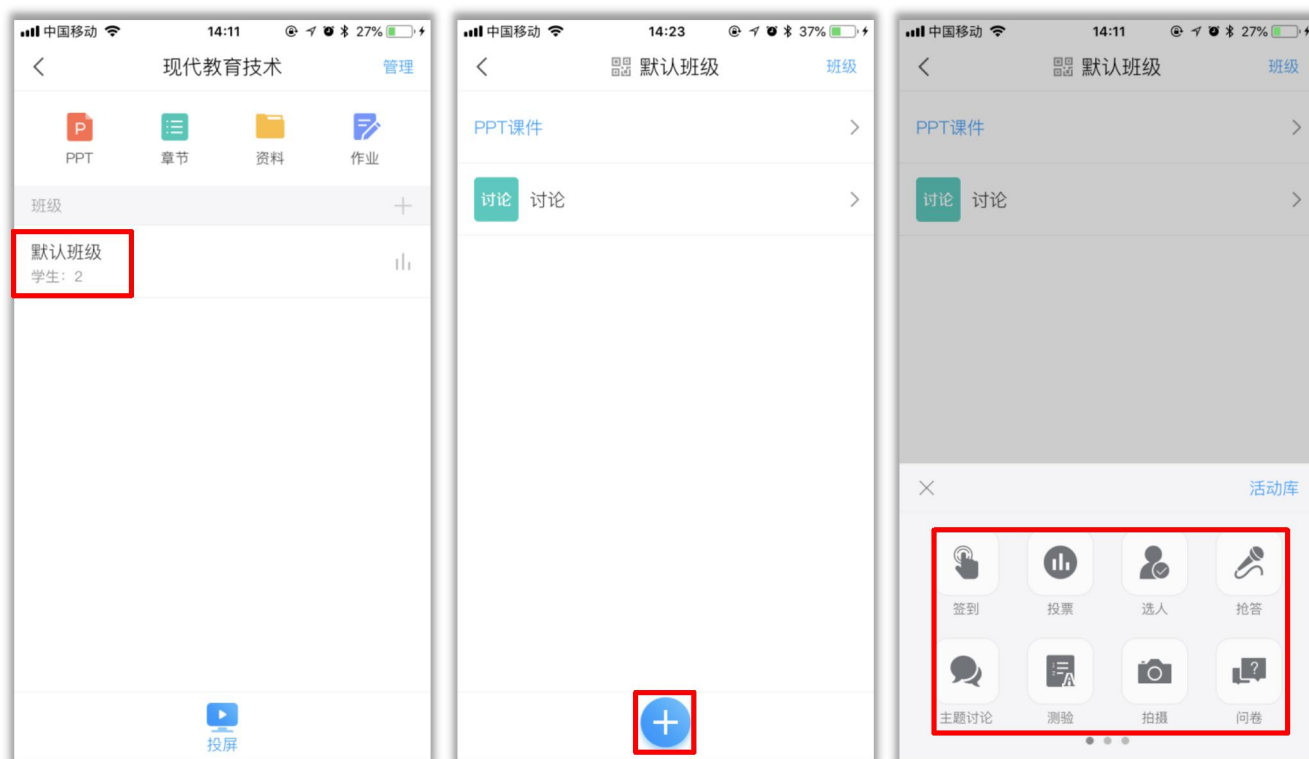 中国移动 14:11 27%
现代教育技术 管理
P
PPT 章节 资料 作业
班级
默认班级
学生：2
投屏
中国移动 14:23 37%
默认班级 班级
PPT课件
讨论 讨论
中国移动 14:11 27%
默认班级 班级
PPT课件
讨论 讨论
活动库
签到 投票 选人 抢答
主题讨论 测验 拍摄 问卷